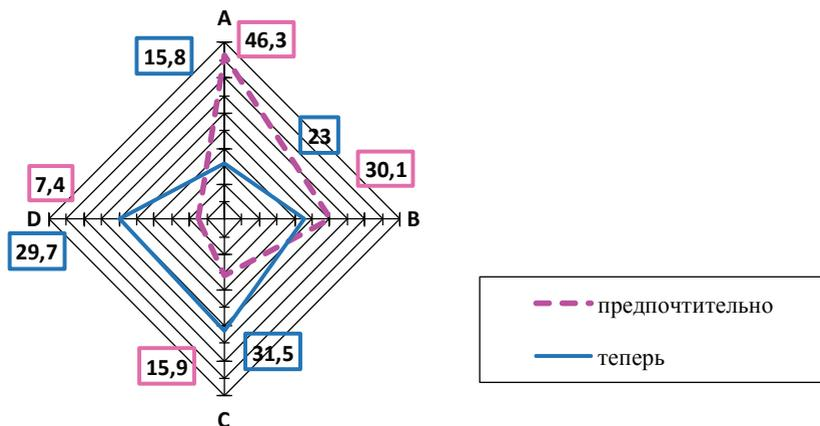 A
46,3
15,8
23
30,1
7,4
D
B
29,7
15,9
31,5
C
предпочтительно
теперь